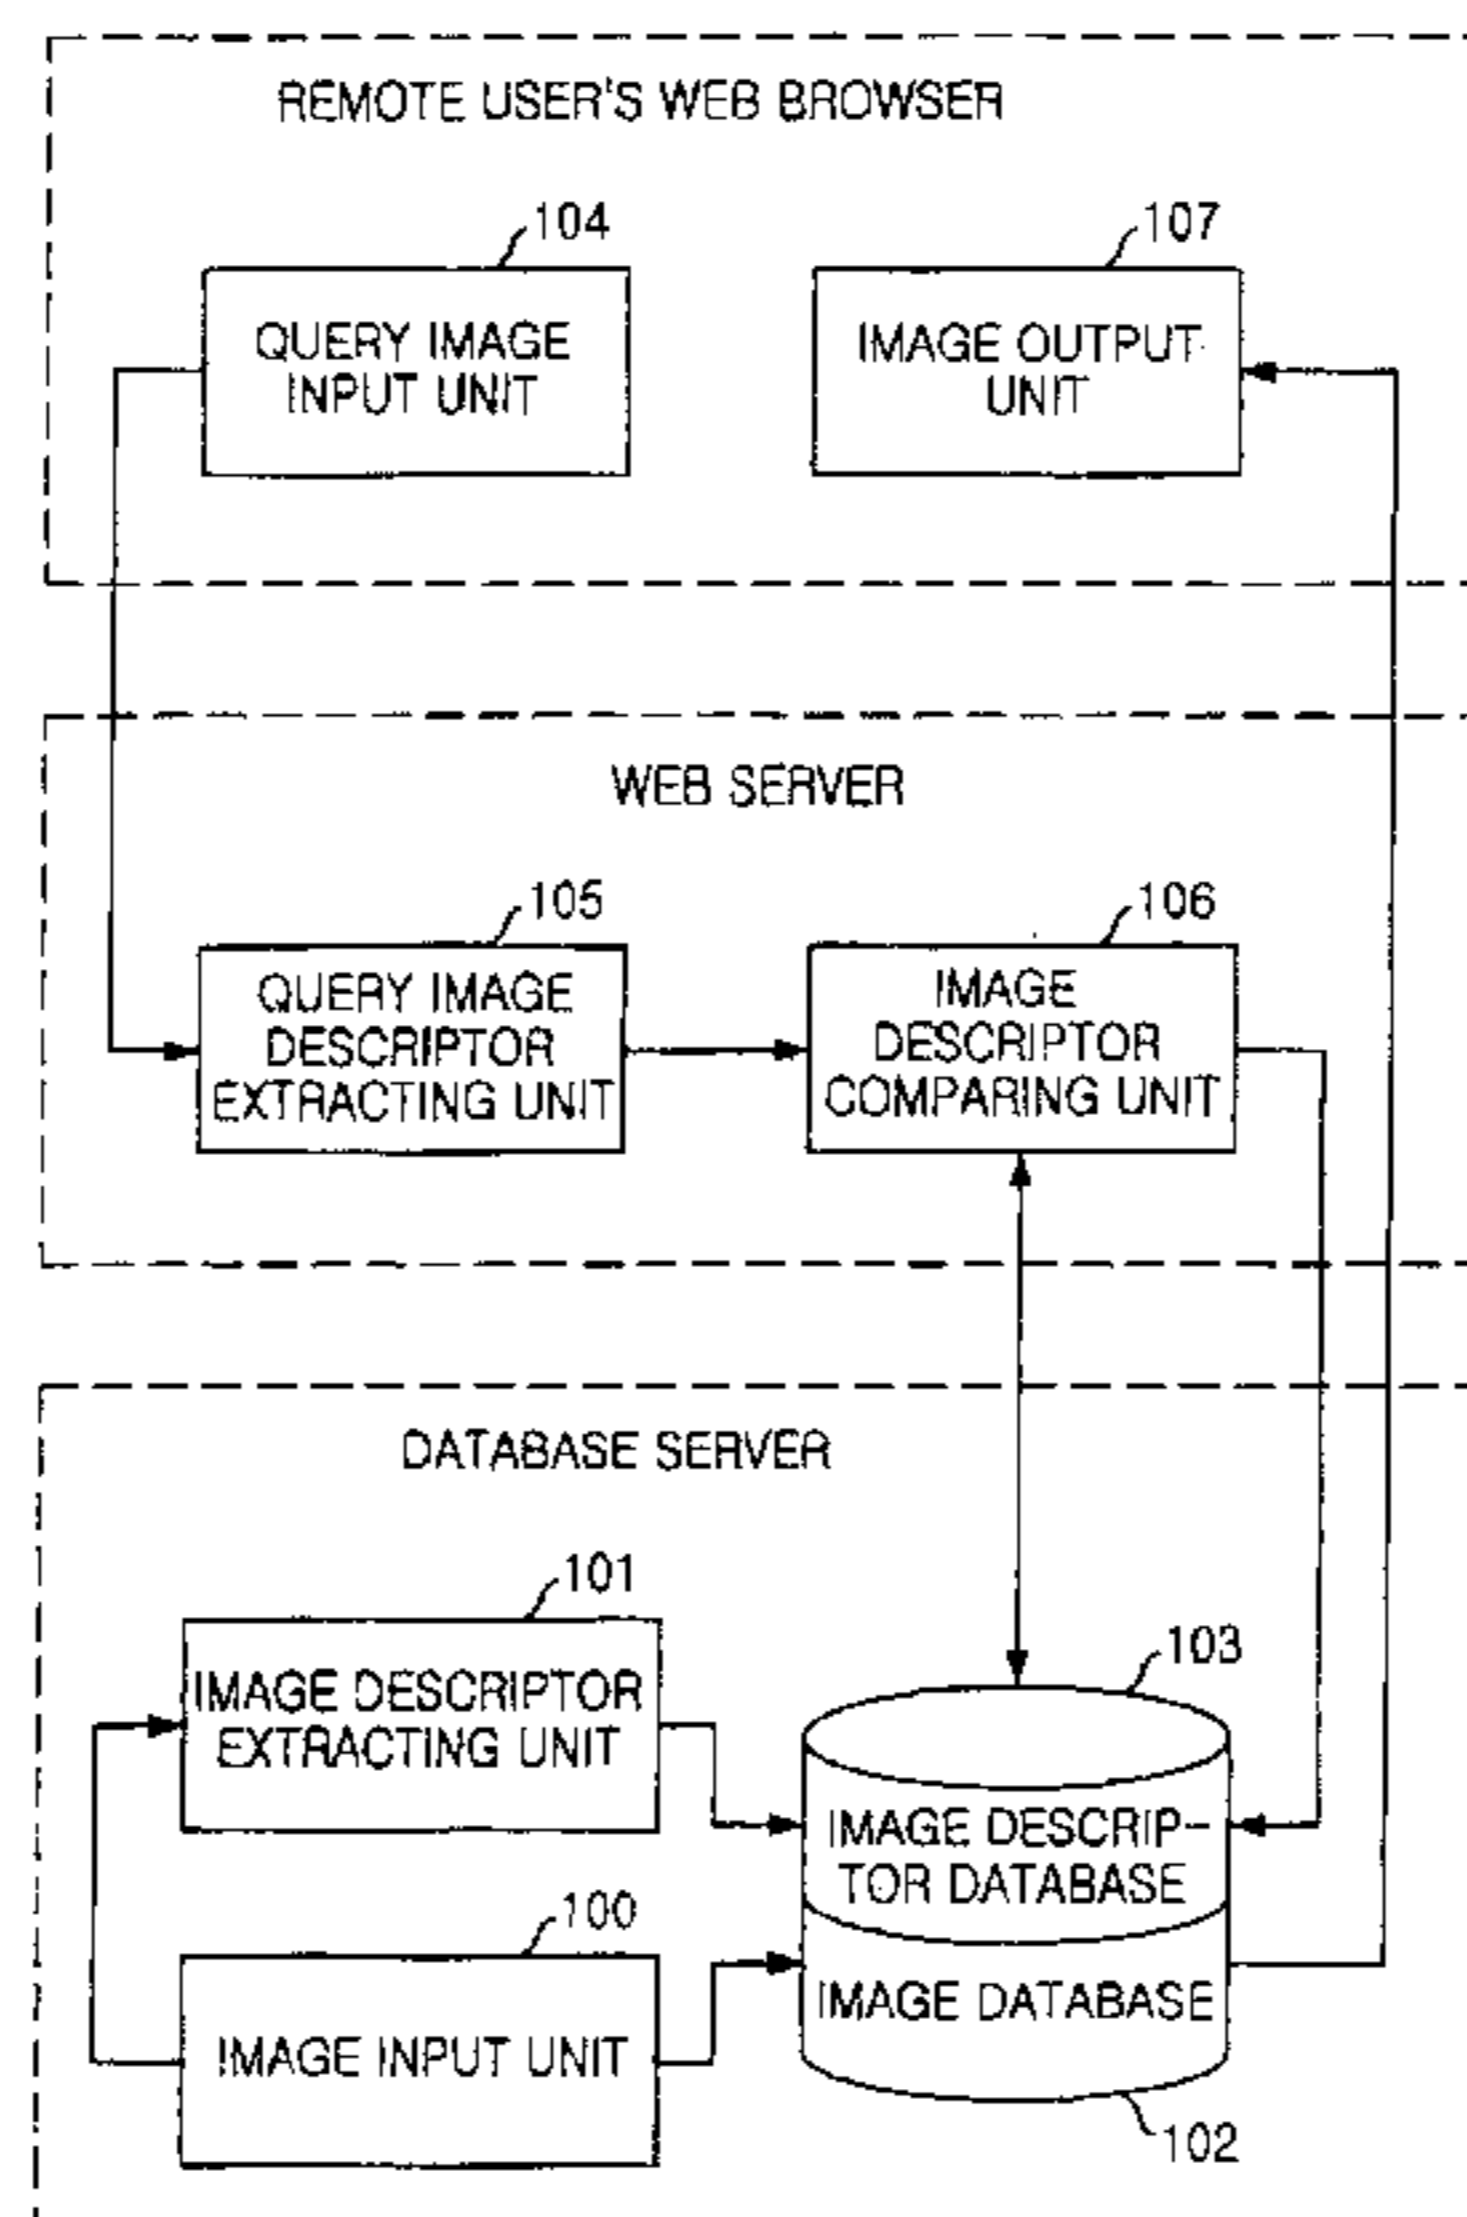 REMOTE USER'S WEB BROWSER
104
QUERY IMAGE
INPUT UNIT
107
IMAGE OUTPUT
UNIT
WEB SERVER
105
QUERY IMAGE
DESCRIPTOR
EXTRACTING UNIT
106
IMAGE
DESCRIPTOR
COMPARING UNIT
DATABASE SERVER
101
IMAGE DESCRIPTOR
EXTRACTING UNIT
103
IMAGE DESCRIP-
TOR DATABASE
100
IMAGE INPUT UNIT
IMAGE DATABASE
102